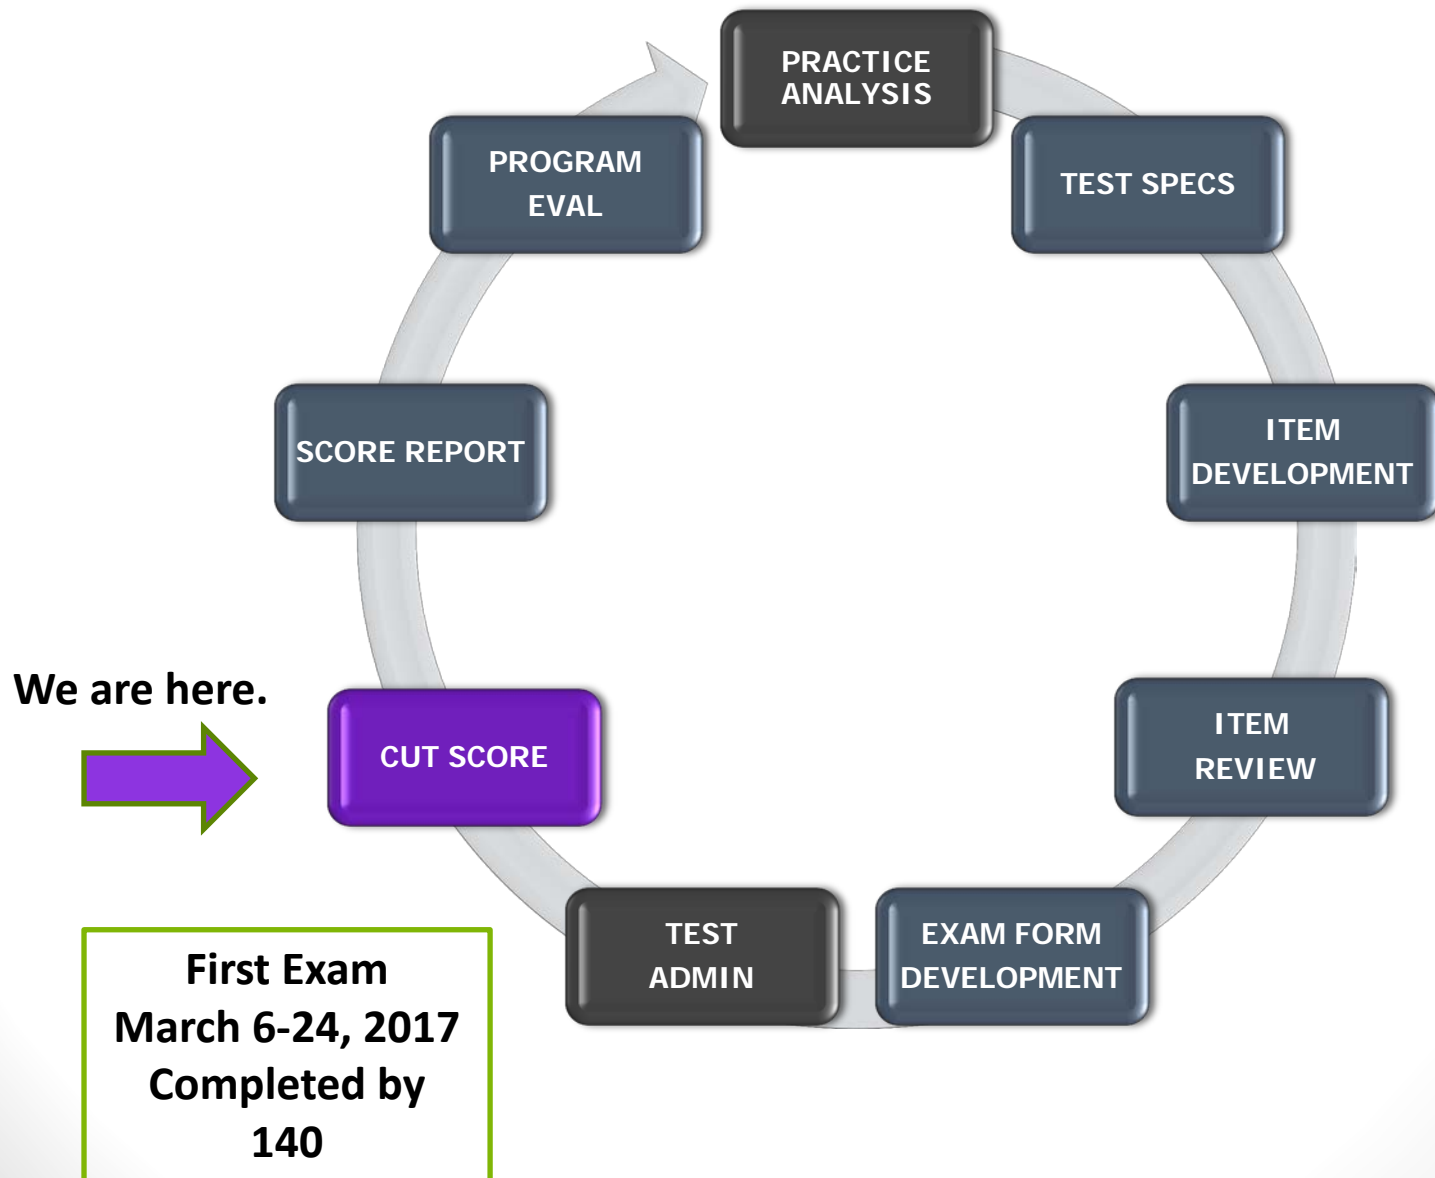 PRACTICE
ANALYSIS
TEST SPECS
ITEM
DEVELOPMENT
ITEM
REVIEW
EXAM FORM
DEVELOPMENT
TEST
ADMIN
CUT SCORE
SCORE REPORT
PROGRAM
EVAL
We are here.
First Exam
March 6-24, 2017
Completed by
140